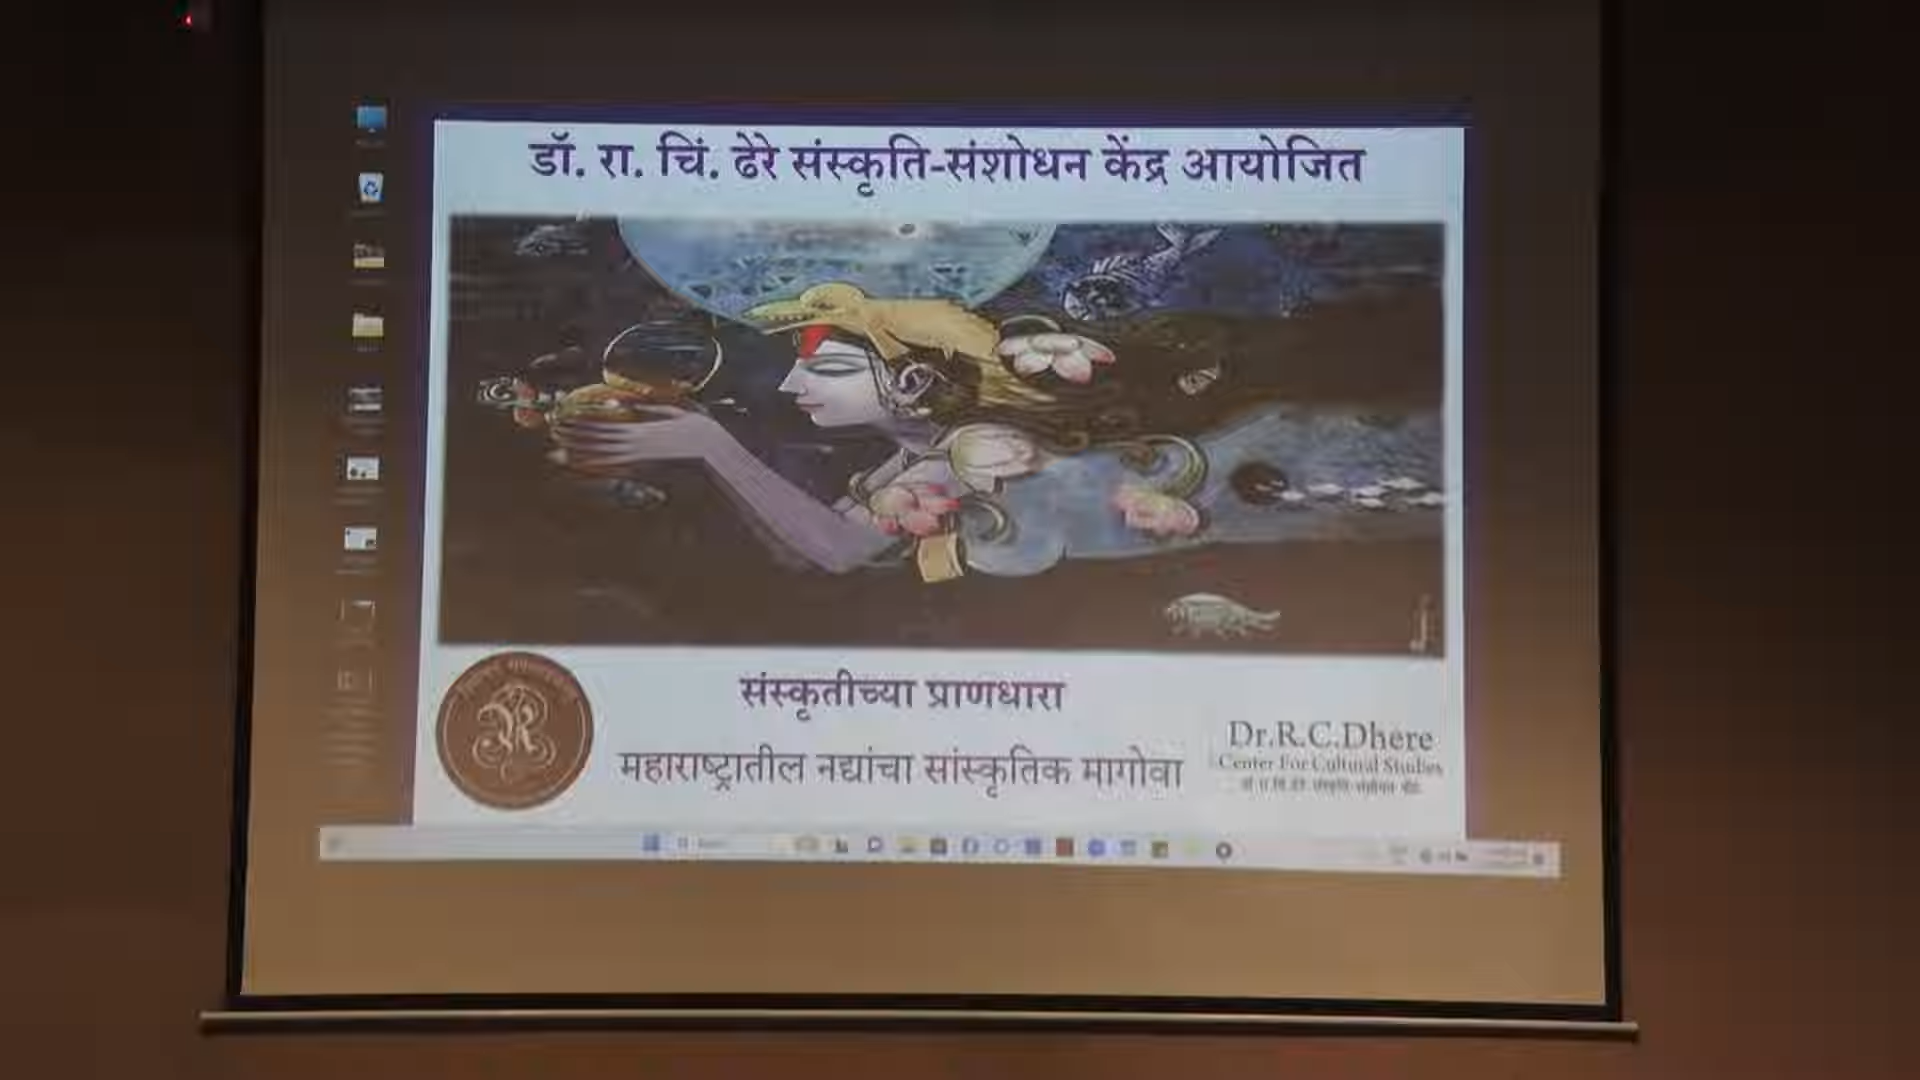 डॉ. रा. चिं. ढेरे संस्कृति-संशोधन केंद्र आयोजित
संस्कृतीच्या प्राणधारा
महाराष्ट्रातील नद्यांचा सांस्कृतिक मागोवा
Dr.R.C.Dhere
Center For Cultural Studies